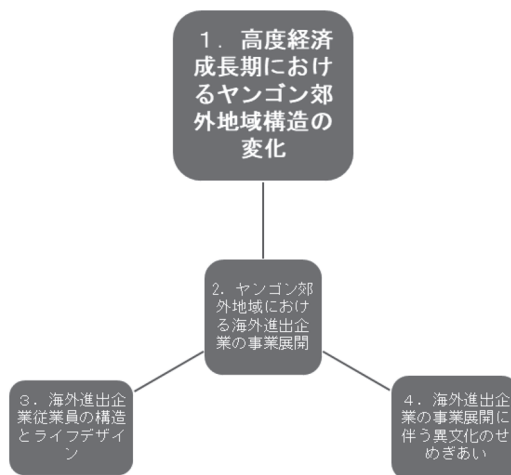 １．高度経済
成長期におけ
るヤンゴン郊
外地域構造の
変化
2．ヤンゴン郊
外地域におけ
る海外進出企
業の事業展開
３．海外進出企
業従業員の構造
とライフデザイ
ン
４．海外進出企
業の事業展開に
伴う異文化のせ
めぎあい